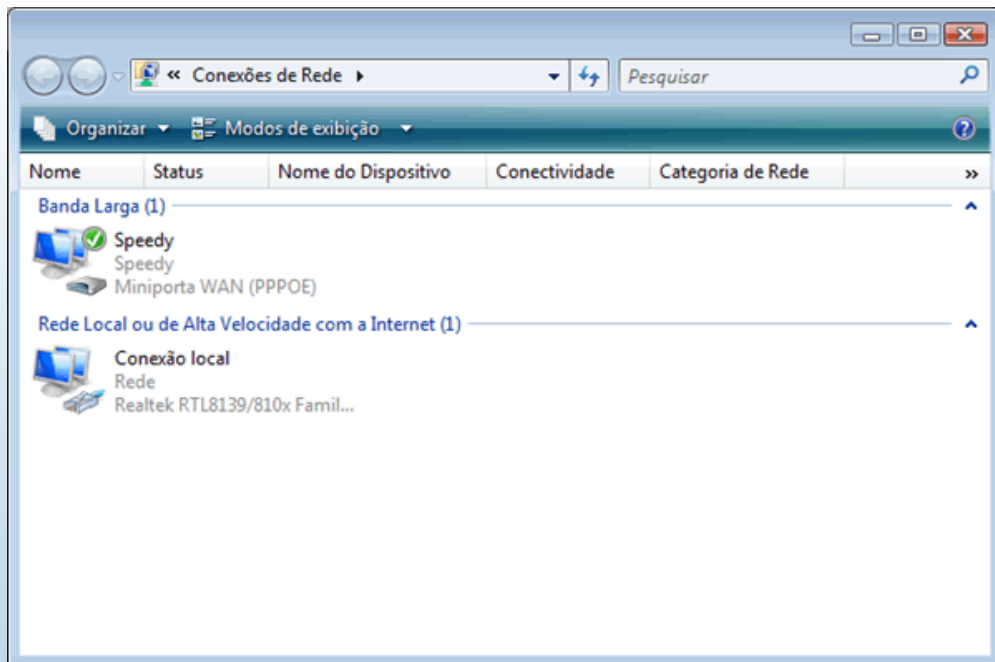 « Conexões de Rede
Pesquisar
Organizar
Modos de exibição
Nome Status Nome do Dispositivo Conectividade Categoria de Rede »
Banda Larga (1)
Speedy
Speedy
Miniporta WAN (PPPOE)
Rede Local ou de Alta Velocidade com a Internet (1)
Conexão local
Rede
Realtek RTL8139/810x Famil...